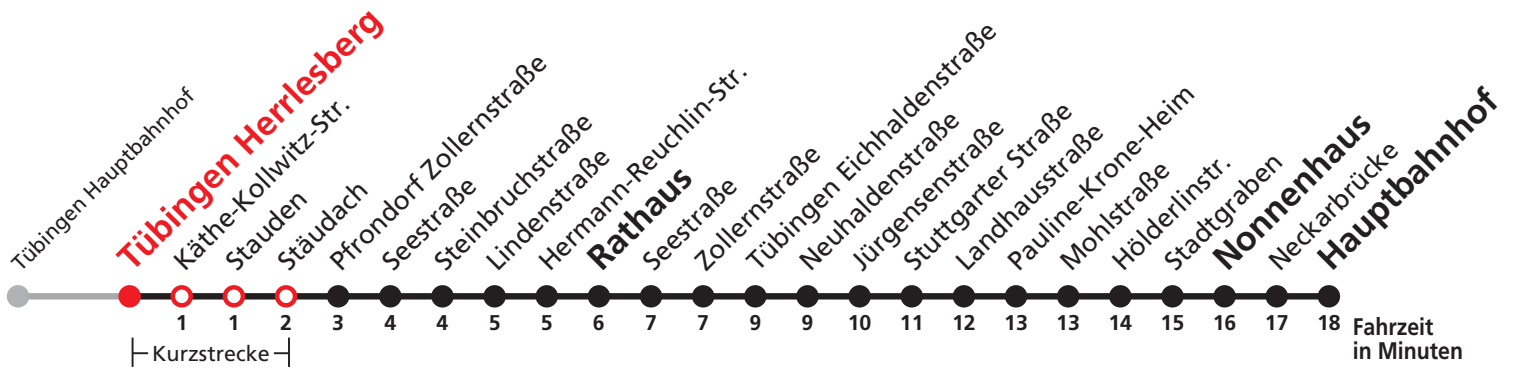 Tübingen Hauptbahnhof
Tübingen Herrlesberg
Käthe-Kollwitz-Str.
Stauden
Stäudach
Pfrondorf Zollernstraße
Seestraße
Steinbruchstraße
Lindenstraße
Hermann-Reuchlin-Str.
Rathaus
Seestraße
Zollernstraße
Tübingen Eichhaldenstraße
Neuhaldenstraße
Jürgensenstraße
Stuttgarter Straße
Landhausstraße
Pauline-Krone-Heim
Mohlstraße
Hölderlinstr.
Stadtgraben
Nonnenhaus
Neckarbrücke
Hauptbahnhof
1 1 2 3 4 4 5 5 6 7 7 9 9 10 11 12 13 13 14 15 16 17 18 Fahrzeit
in Minuten
Kurzstrecke